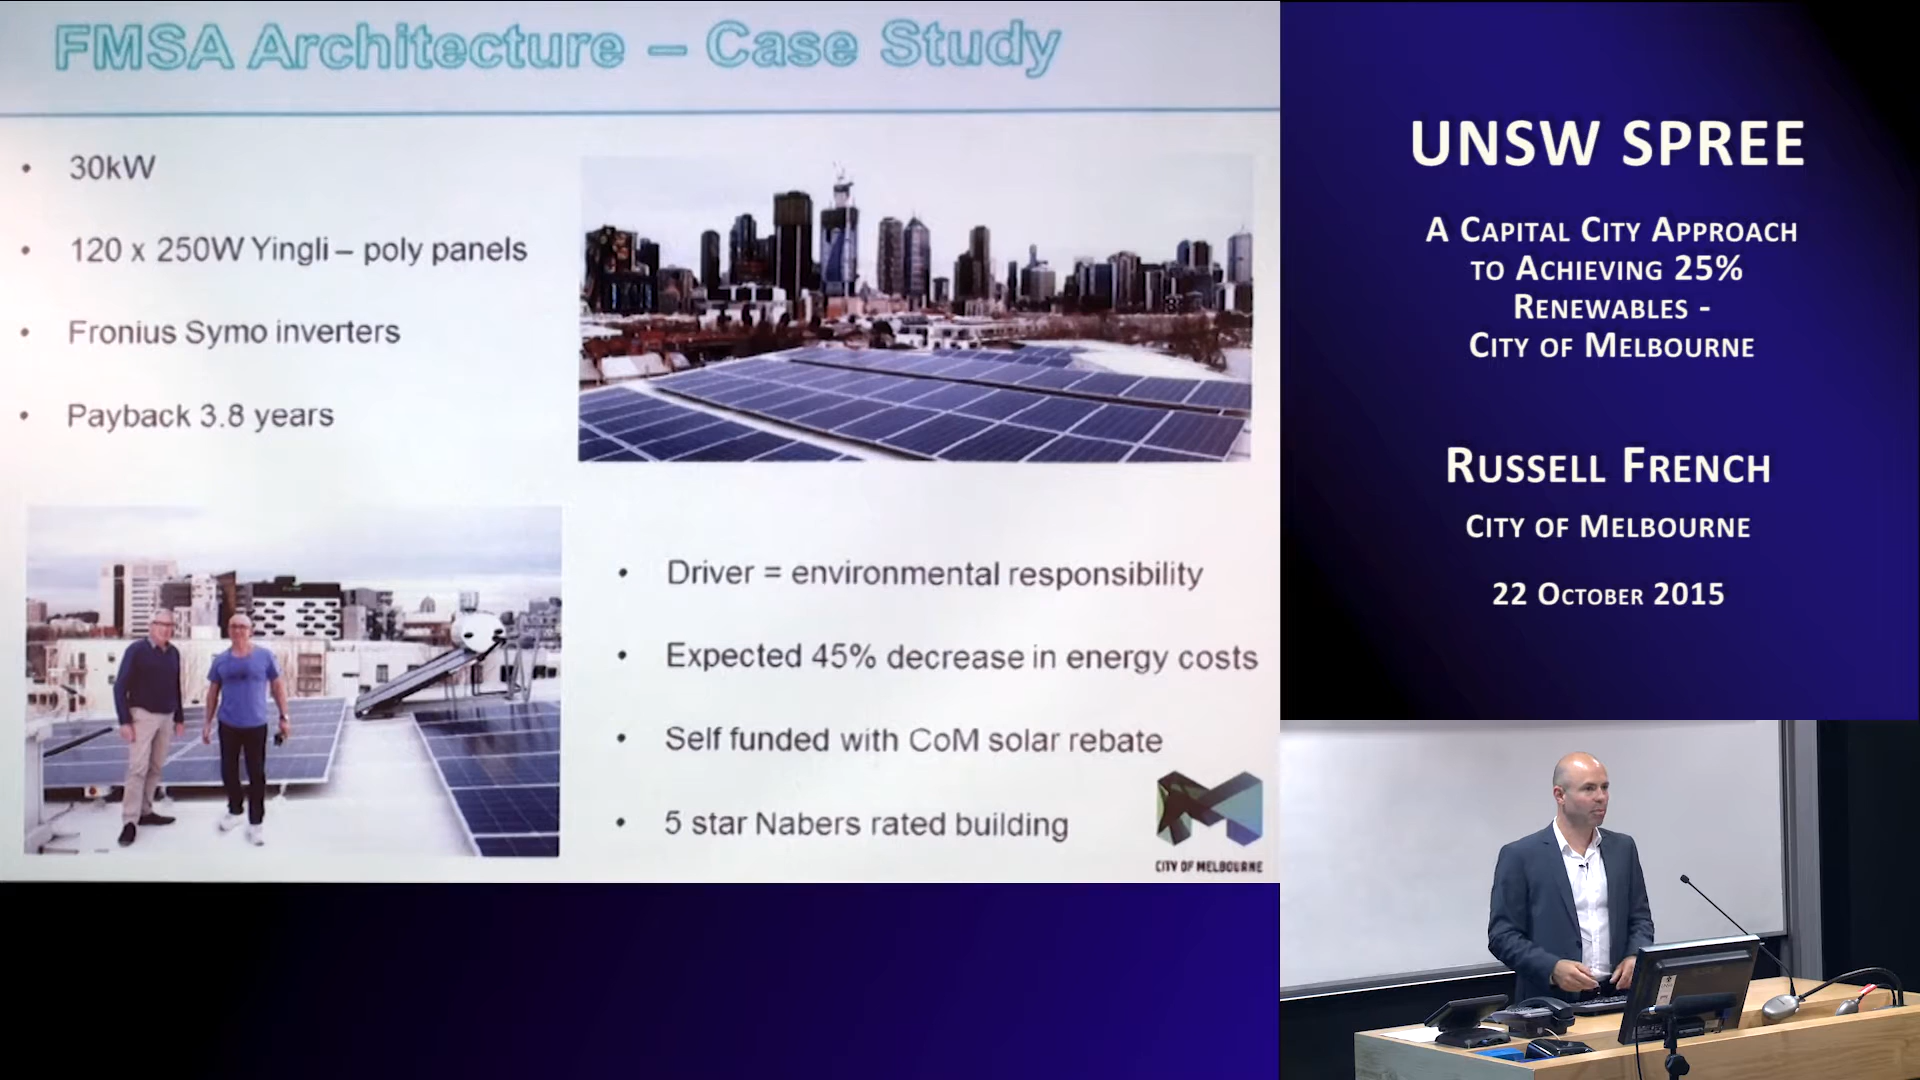 FMSA Architecture – Case Study
• 30kW
• 120 x 250W Yingli – poly panels
• Fronius Symo inverters
• Payback 3.8 years
• Driver = environmental responsibility
• Expected 45% decrease in energy costs
• Self funded with CoM solar rebate
• 5 star Nabers rated building
CITY OF MELBOURNE
UNSW SPREE
A Capital City Approach
to Achieving 25%
Renewables -
City of Melbourne
Russell French
City of Melbourne
22 October 2015